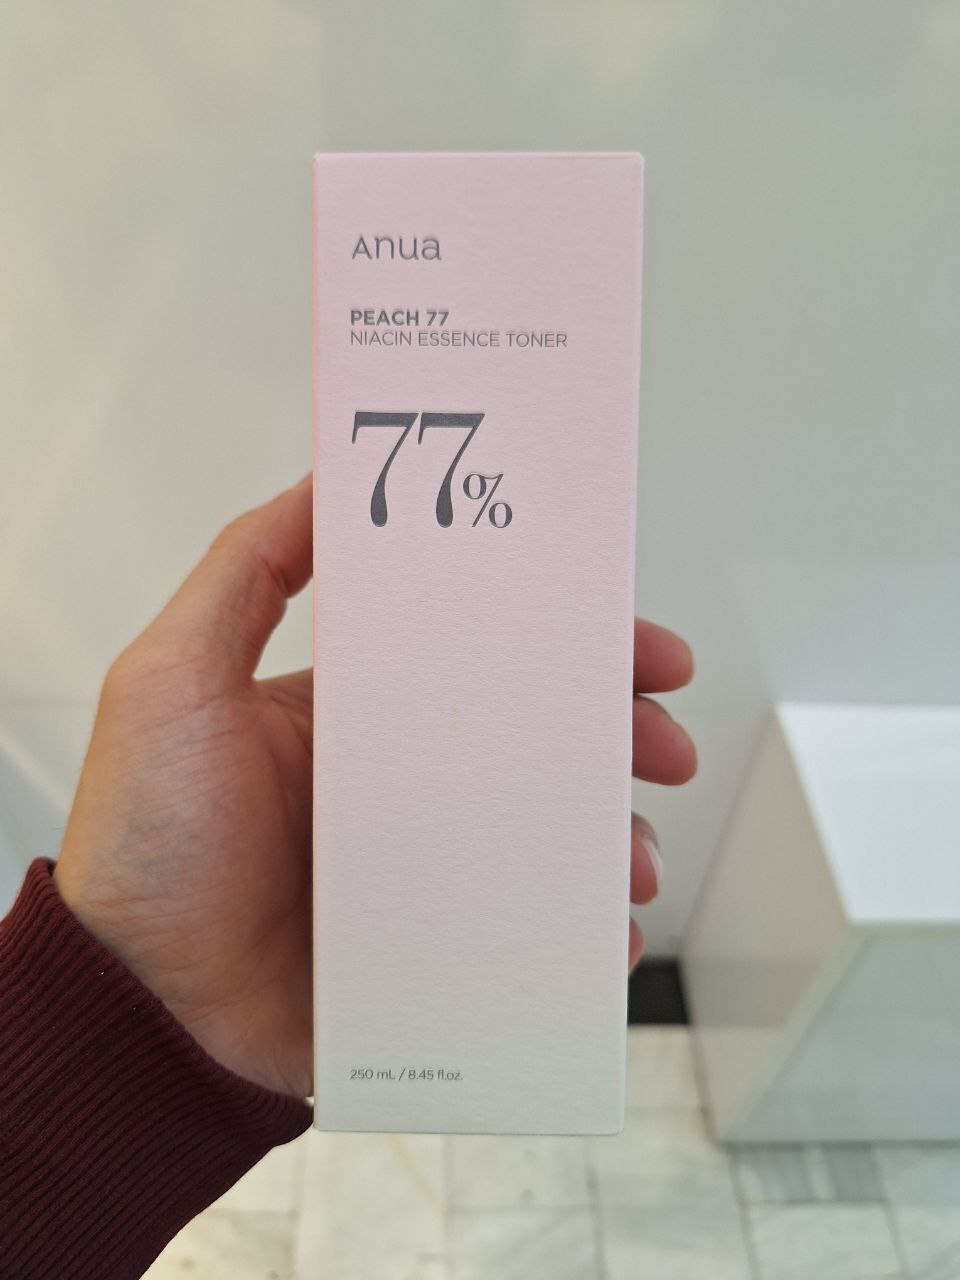 Anua
PEACH 77
NIACIN ESSENCE TONER
77%
250 mL / 8.45 fl.oz.